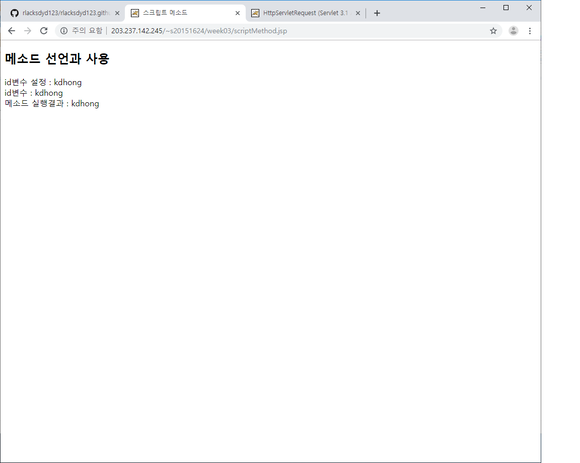 rlacksdyd123/rlacksdyd123.gith
스크립트 메소드
HttpServletRequest (Servlet 3.1
주의 요함 | 203.237.142.245/~s20151624/week03/scriptMethod.jsp
메소드 선언과 사용
id변수 설정 : kdhong
id변수 : kdhong
메소드 실행결과 : kdhong